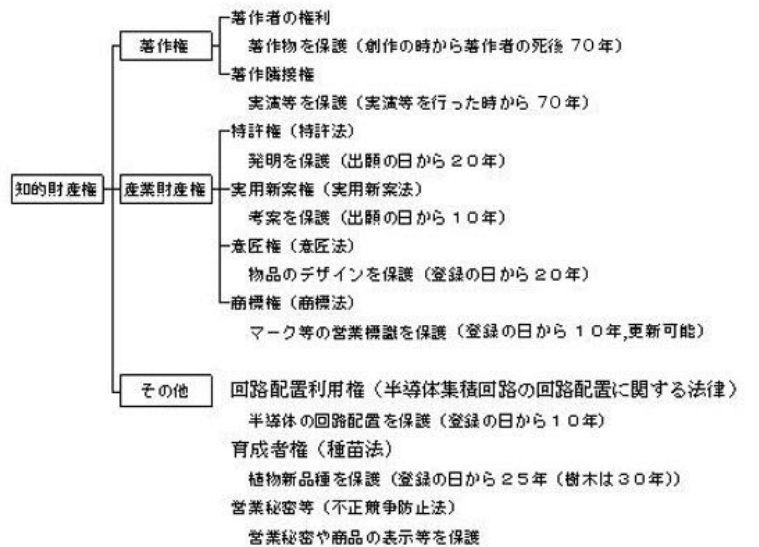 著作者の権利
著作権
著作物を保護（創作の時から著作者の死後 70年）
著作隣接権
実演等を保護（実演等を行った時から 70年）
特許権（特許法）
発明を保護（出願の日から２０年）
知的財産権
産業財産権
実用新案権（実用新案法）
考案を保護（出願の日から１０年）
意匠権（意匠法）
物品のデザインを保護（登録の日から２０年）
商標権（商標法）
マーク等の営業標識を保護（登録の日から １０年,更新可能）
その他
回路配置利用権（半導体集積回路の回路配置に関する法律）
半導体の回路配置を保護（登録の日から１０年）
育成者権（種苗法）
植物新品種を保護（登録の日から２５年（樹木は３０年））
営業秘密等（不正競争防止法）
営業秘密や商品の表示等を保護